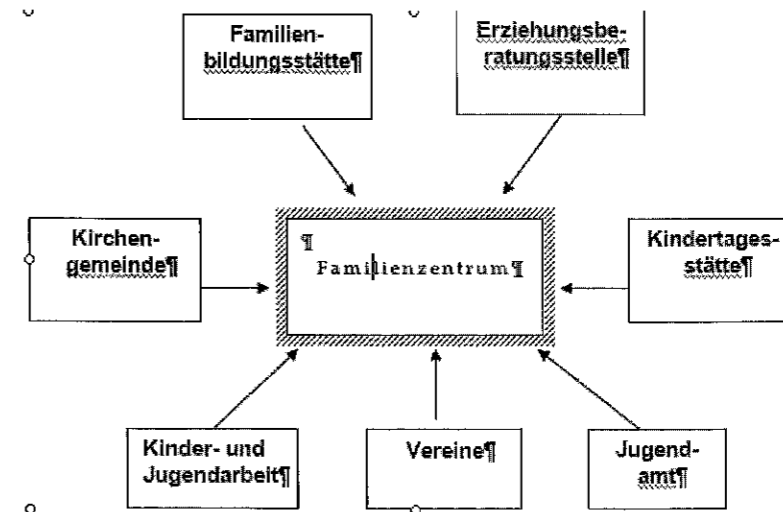 Familien-
bildungsstätte¶
Erziehungsbe-
ratungsstelle¶
Kirchen-
gemeinde¶
¶
Familienzentrum¶
Kindertages-
stätte¶
Kinder- und
Jugendarbeit¶
Vereine¶
Jugend-
amt¶